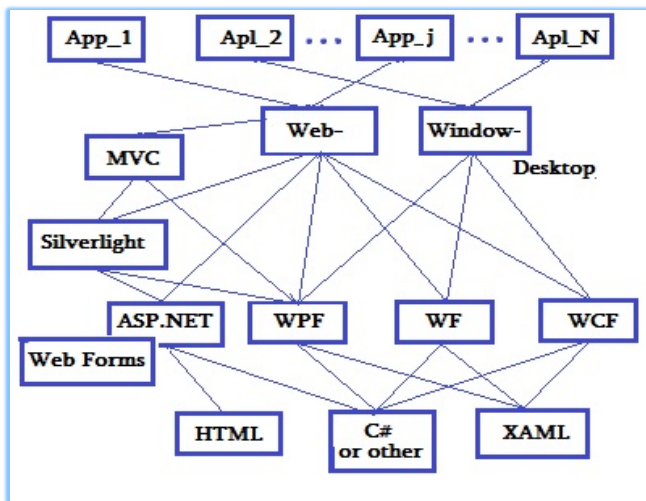 App_1
Apl_2
...
App_j
...
Apl_N
Web-
Window-
MVC
Desktop
Silverlight
ASP.NET
WPF
WF
WCF
Web Forms
HTML
C#
or other
XAML